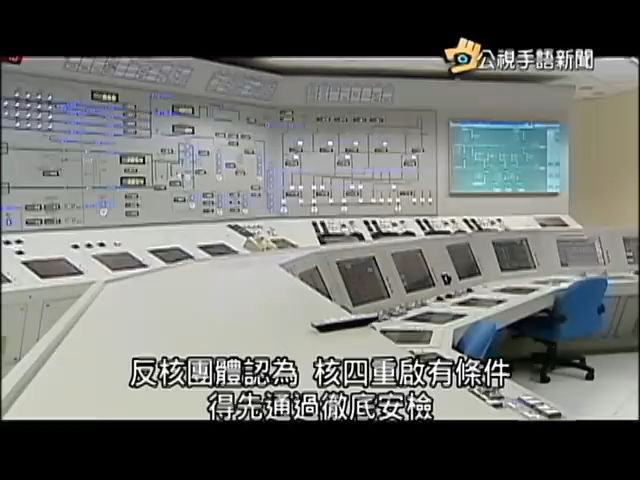 公視手語新聞
反核團體認為 核四重啟有條件
得先通過徹底安檢